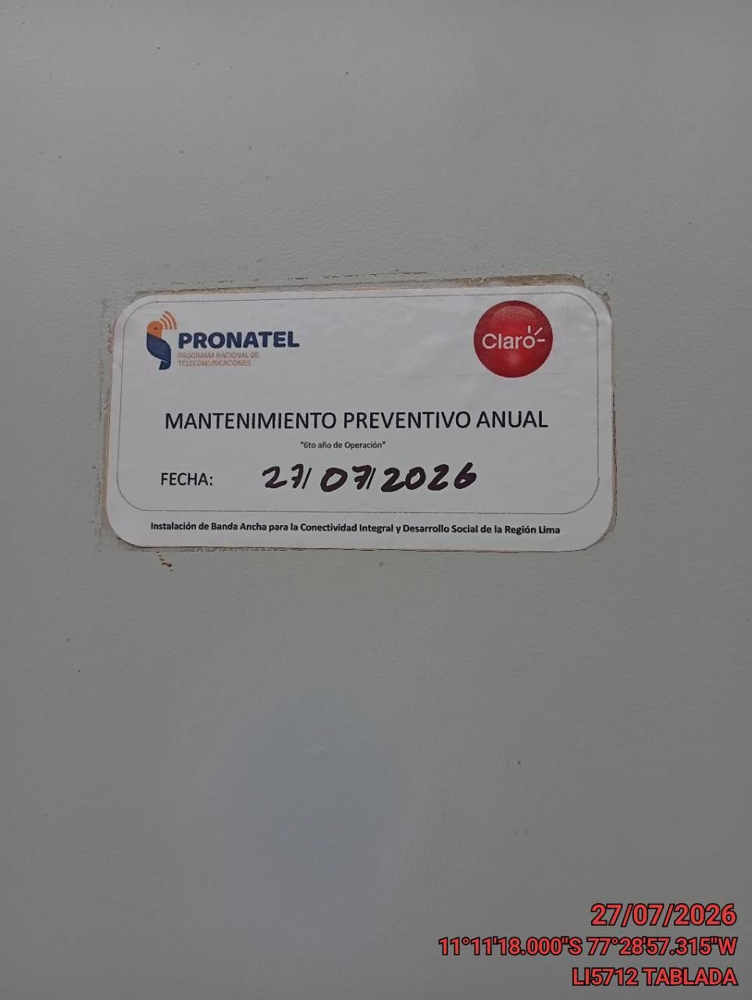 PRONATEL
PROGRAMA NACIONAL DE
TELECOMUNICACIONES
Claro
MANTENIMIENTO PREVENTIVO ANUAL
"6to año de Operación"
FECHA: 27/07/2026
Instalación de Banda Ancha para la Conectividad Integral y Desarrollo Social de la Región Lima
27/07/2026
11°11'18.000"S 77°28'57.315"W
LI5712 TABLADA